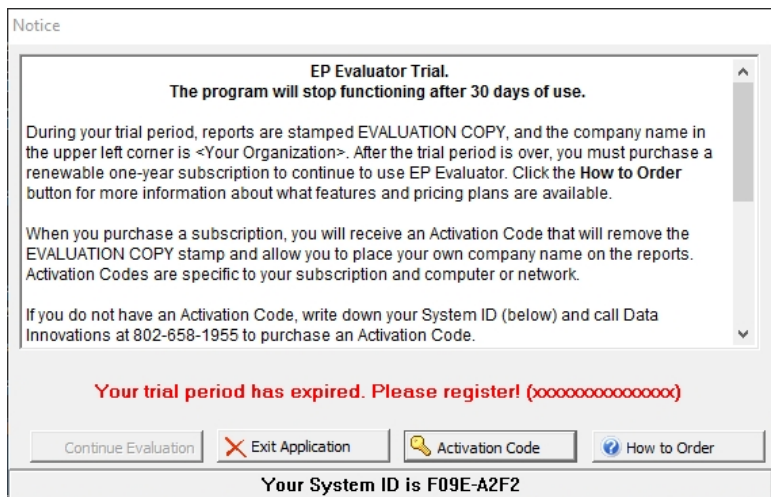 Notice
EP Evaluator Trial.
The program will stop functioning after 30 days of use.
During your trial period, reports are stamped EVALUATION COPY, and the company name in
the upper left corner is <Your Organization>. After the trial period is over, you must purchase a
renewable one-year subscription to continue to use EP Evaluator. Click the How to Order
button for more information about what features and pricing plans are available.
When you purchase a subscription, you will receive an Activation Code that will remove the
EVALUATION COPY stamp and allow you to place your own company name on the reports.
Activation Codes are specific to your subscription and computer or network.
If you do not have an Activation Code, write down your System ID (below) and call Data
Innovations at 802-658-1955 to purchase an Activation Code.
Your trial period has expired. Please register! (xxxxxxxxxxxxxxx)
Continue Evaluation Exit Application Activation Code How to Order
Your System ID is F09E-A2F2